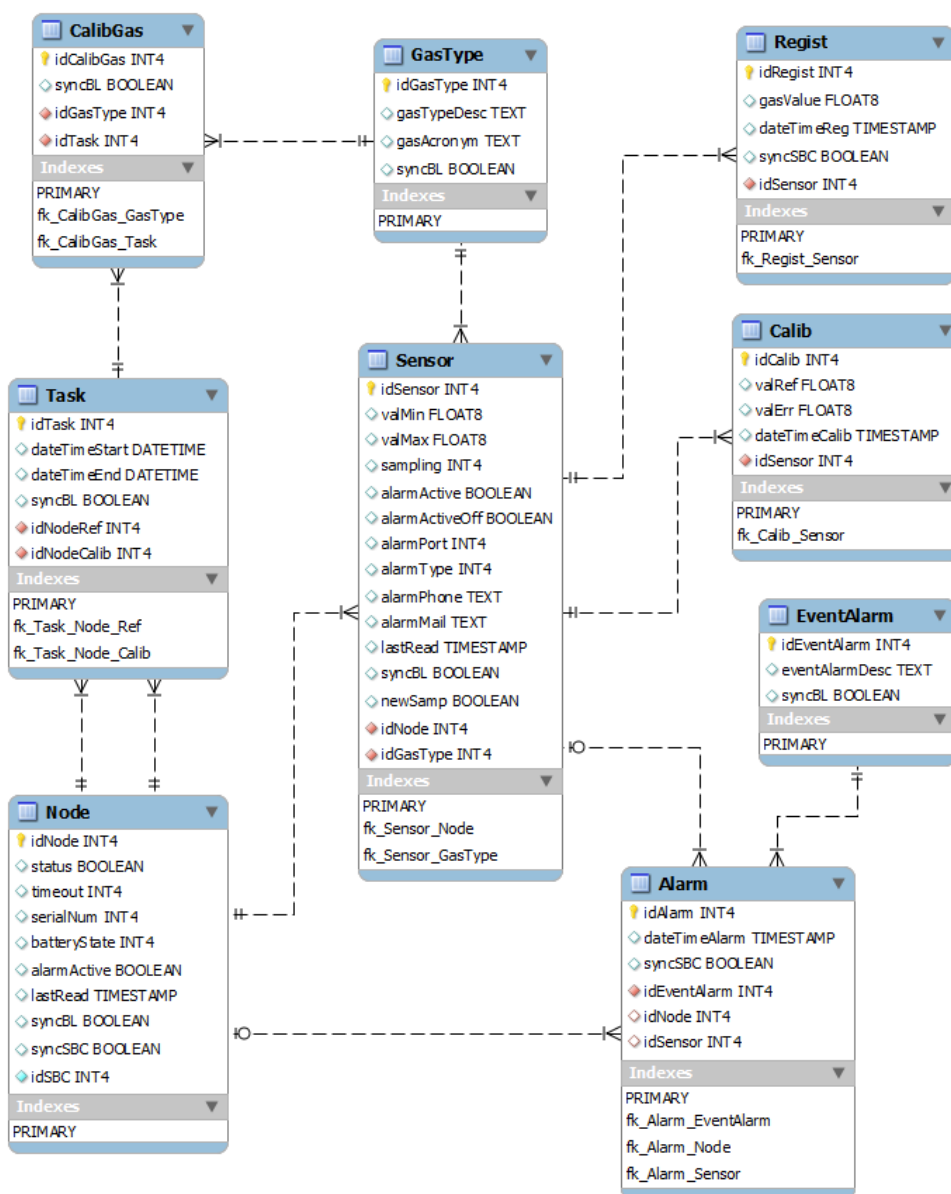 CalibGas
idCalibGas INT4
syncBL BOOLEAN
idGasType INT4
idTask INT4
Indexes
PRIMARY
fk_CalibGas_GasType
fk_CalibGas_Task
GasType
idGasType INT4
gasTypeDesc TEXT
gasAcronym TEXT
syncBL BOOLEAN
Indexes
PRIMARY
Regist
idRegist INT4
gasValue FLOAT8
dateTimeReg TIMESTAMP
syncSBC BOOLEAN
idSensor INT4
Indexes
PRIMARY
fk_Regist_Sensor
Task
idTask INT4
dateTimeStart DATETIME
dateTimeEnd DATETIME
syncBL BOOLEAN
idNodeRef INT4
idNodeCalib INT4
Indexes
PRIMARY
fk_Task_Node_Ref
fk_Task_Node_Calib
Sensor
idSensor INT4
valMin FLOAT8
valMax FLOAT8
sampling INT4
alarmActive BOOLEAN
alarmActiveOff BOOLEAN
alarmPort INT4
alarmType INT4
alarmPhone TEXT
alarmMail TEXT
lastRead TIMESTAMP
syncBL BOOLEAN
newSamp BOOLEAN
idNode INT4
idGasType INT4
Indexes
PRIMARY
fk_Sensor_Node
fk_Sensor_GasType
Calib
idCalib INT4
valRef FLOAT8
valErr FLOAT8
dateTimeCalib TIMESTAMP
idSensor INT4
Indexes
PRIMARY
fk_Calib_Sensor
EventAlarm
idEventAlarm INT4
eventAlarmDesc TEXT
syncBL BOOLEAN
Indexes
PRIMARY
Node
idNode INT4
status BOOLEAN
timeout INT4
serialNum INT4
batteryState INT4
alarmActive BOOLEAN
lastRead TIMESTAMP
syncBL BOOLEAN
syncSBC BOOLEAN
idSBC INT4
Indexes
PRIMARY
Alarm
idAlarm INT4
dateTimeAlarm TIMESTAMP
syncSBC BOOLEAN
idEventAlarm INT4
idNode INT4
idSensor INT4
Indexes
PRIMARY
fk_Alarm_EventAlarm
fk_Alarm_Node
fk_Alarm_Sensor